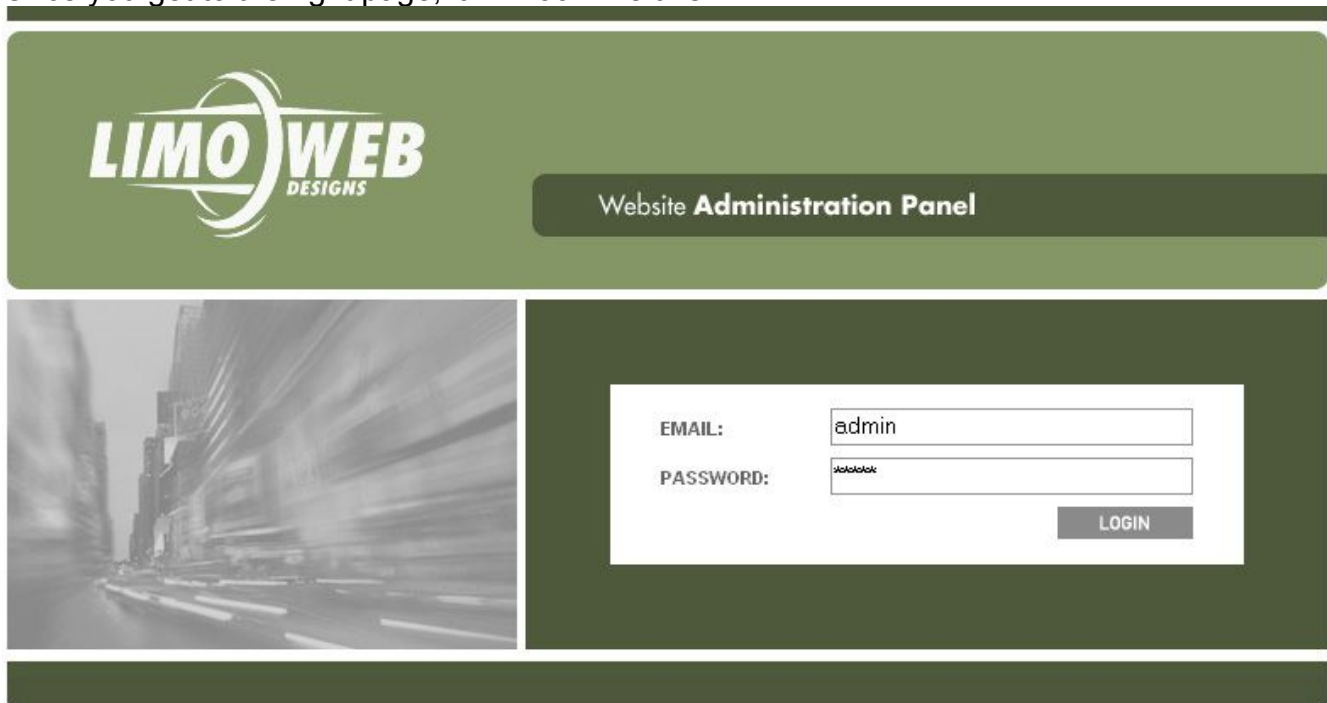 LIMO WEB
DESIGNS
Website Administration Panel
EMAIL: admin
PASSWORD: ******
LOGIN